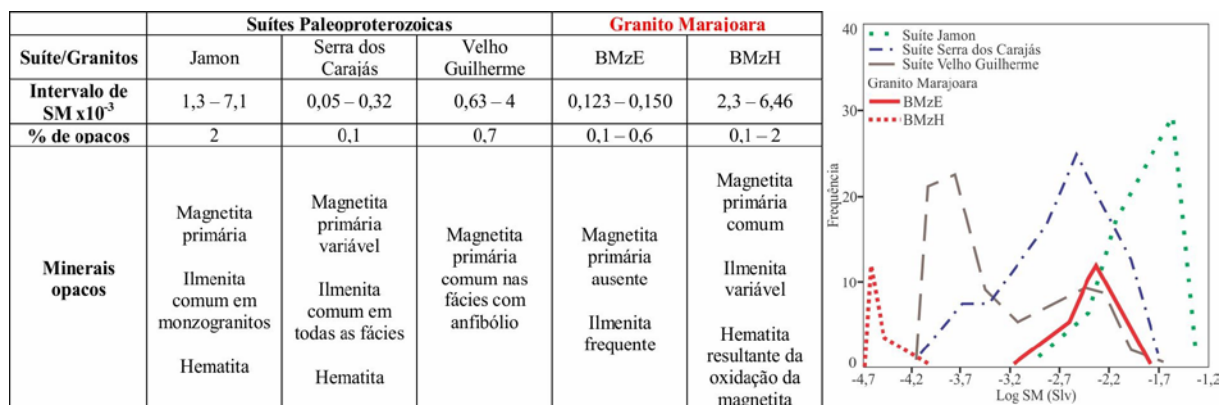 Suítes Paleoproterozoicas
Granito Marajoara
Suíte/Granitos
Jamon
Serra dos
Carajás
Velho
Guilherme
BMzE
BMzH
Intervalo de
SM x10-3
1,3 – 7,1
0,05 – 0,32
0,63 – 4
0,123 – 0,150
2,3 – 6,46
% de opacos
2
0,1
0,7
0,1 – 0,6
0,1 – 2
Minerais
opacos
Magnetita
primária
Ilmenita
comum em
monzogranitos
Hematita
Magnetita
primária
variável
Ilmenita
comum em
todas as fácies
Hematita
Magnetita
primária
comum nas
fácies com
anfibólio
Magnetita
primária
ausente
Ilmenita
frequente
Magnetita
primária
comum
Ilmenita
variável
Hematita
resultante da
oxidação da
magnetita
Suíte Jamon
Suíte Serra dos Carajás
Suíte Velho Guilherme
Granito Marajoara
BMzE
BMzH
Frequência
40
30
20
10
0
-4,7 -4,2 -3,7 -3,2 -2,7 -2,2 -1,7 -1,2
Log SM (Slv)